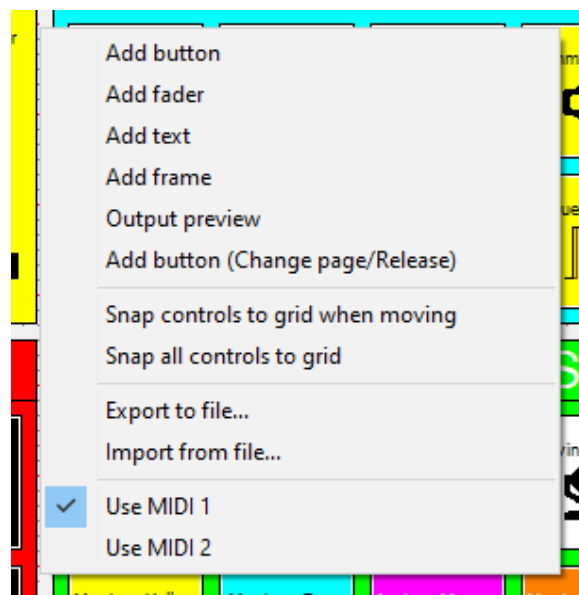 Add button
Add fader
Add text
Add frame
Output preview
Add button (Change page/Release)
Snap controls to grid when moving
Snap all controls to grid
Export to file...
Import from file...
Use MIDI 1
Use MIDI 2